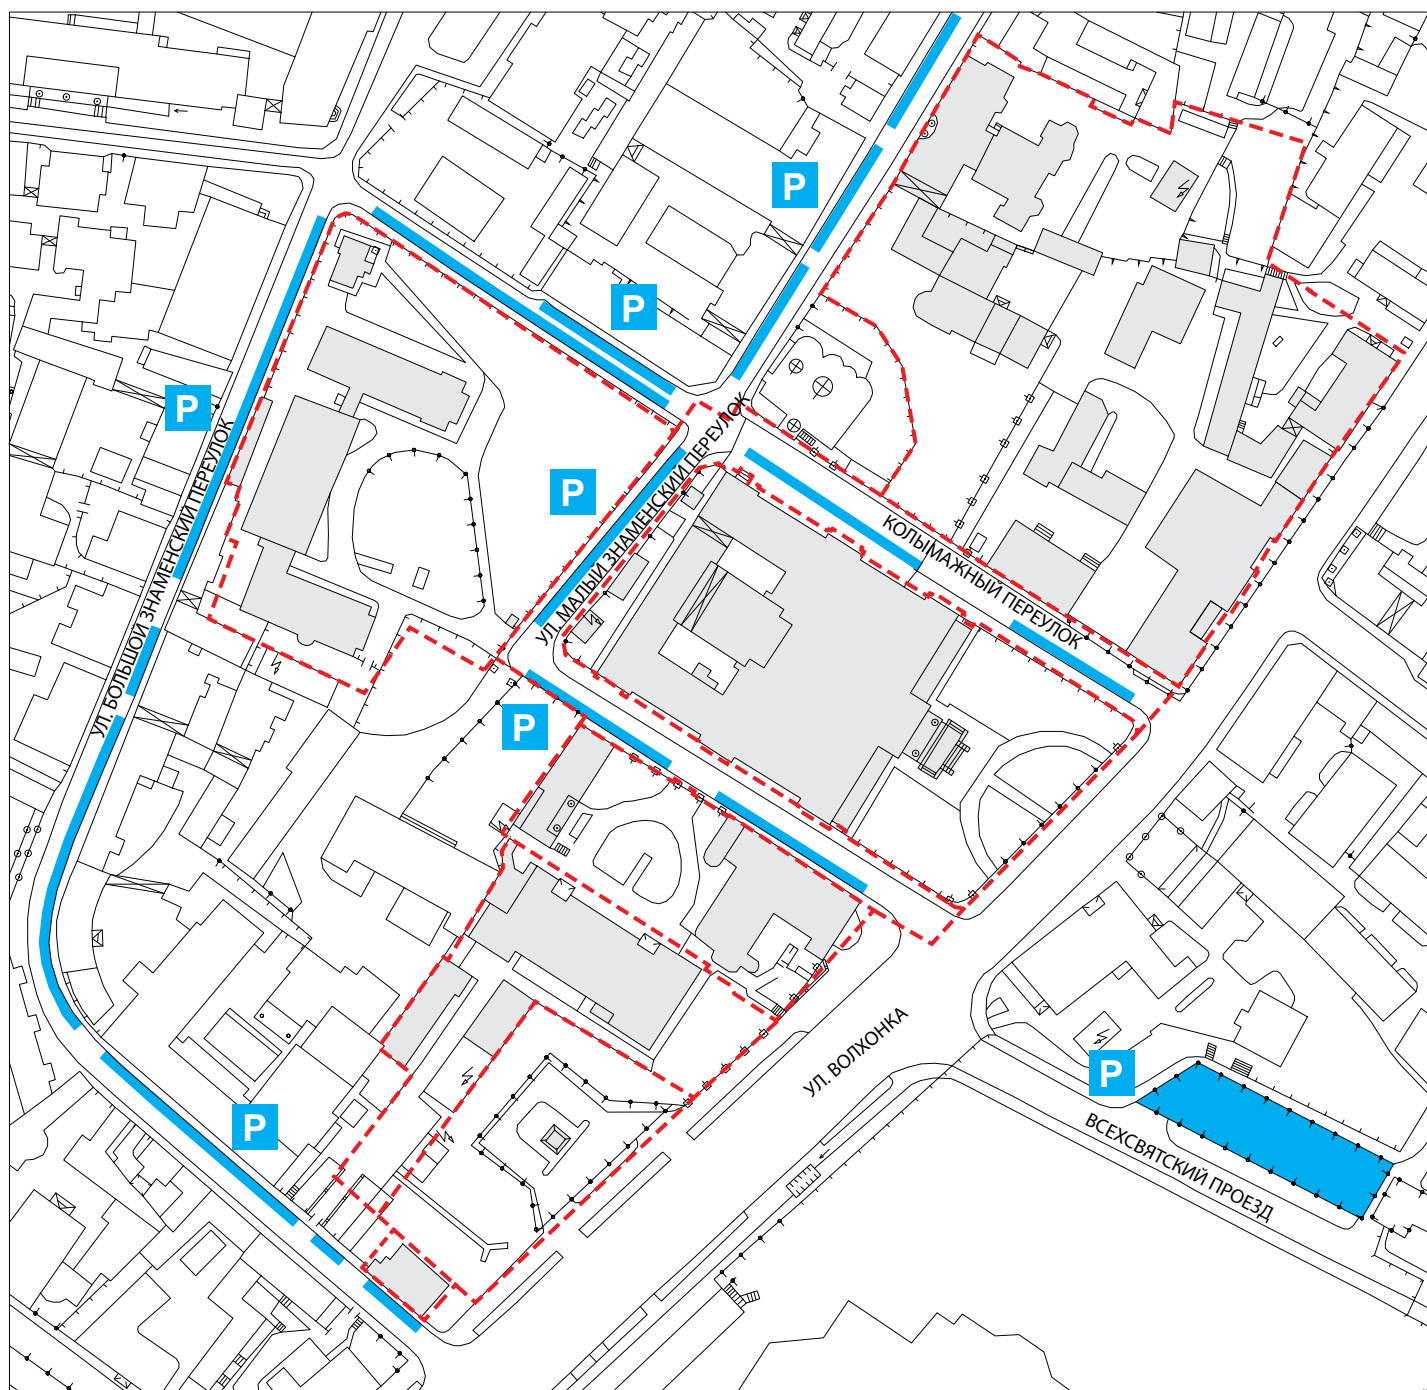 P
P
P
УЛ. БОЛЬШОЙ ЗНАМЕНСКИЙ ПЕРЕУЛОК
P
УЛ. МАЛЫЙ ЗНАМЕНСКИЙ ПЕРЕУЛОК
КОЛЫМАЖНЫЙ ПЕРЕУЛОК
P
УЛ. ВОЛХОНКА
P
ВСЕХСВЯТСКИЙ ПРОЕЗД
P